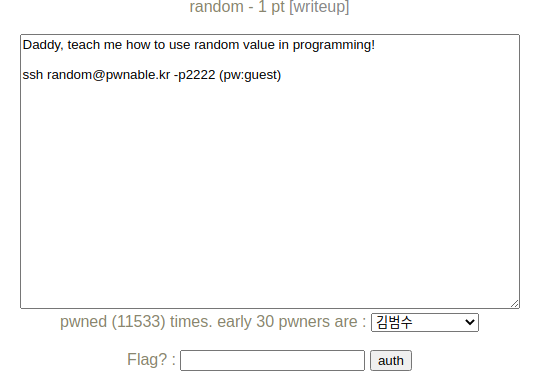 random - 1 pt [writeup]
Daddy, teach me how to use random value in programming!
ssh random@pwnable.kr -p2222 (pw:guest)
pwned (11533) times. early 30 pwners are : 김범수
Flag? : auth